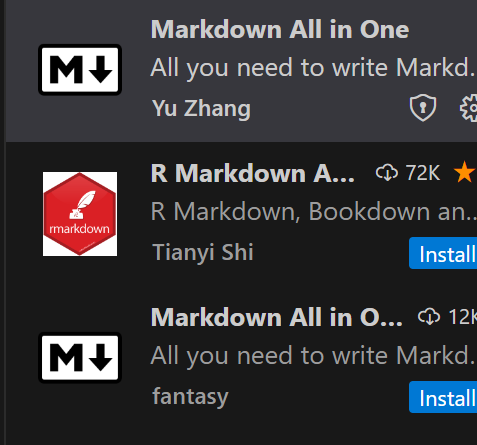 Markdown All in One
All you need to write Markd...
Yu Zhang
R Markdown A... 72K
R Markdown, Bookdown an...
rmarkdown
Tianyi Shi
Install
Markdown All in O... 12K
All you need to write Markd...
fantasy
Install